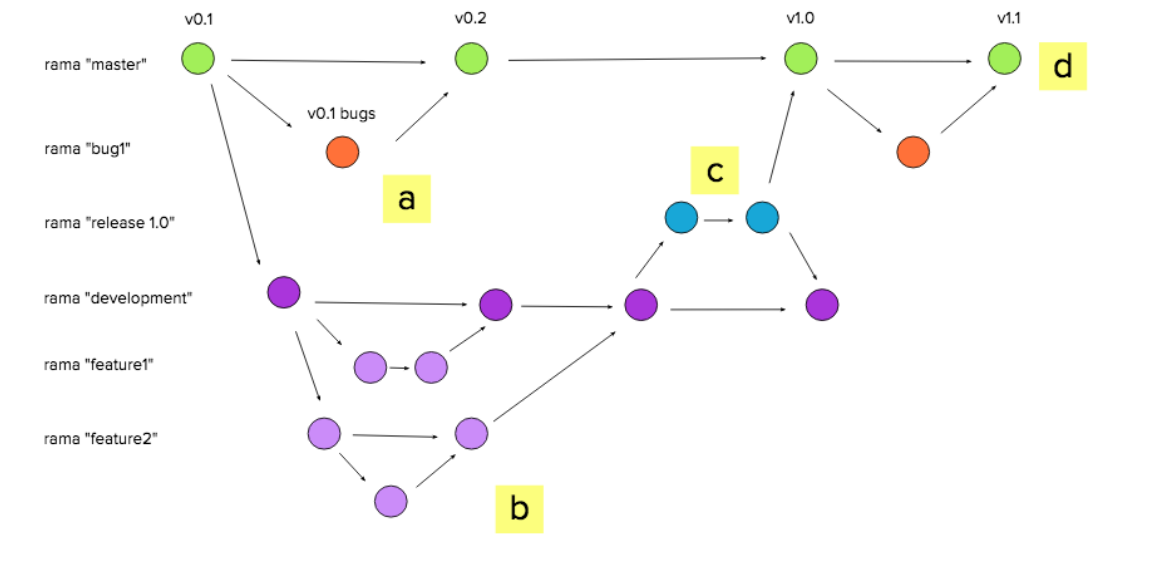 v0.1
v0.2
v1.0
v1.1
rama "master"
d
v0.1 bugs
rama "bug1"
c
a
rama "release 1.0"
rama "development"
rama "feature1"
rama "feature2"
b